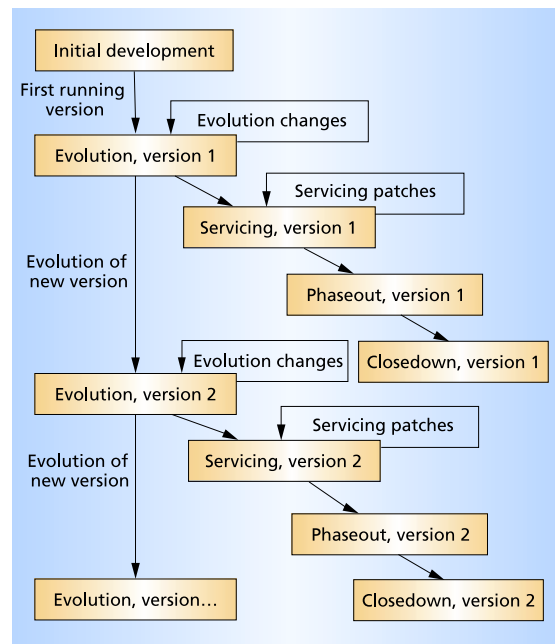 Initial development
First running
version
Evolution changes
Evolution, version 1
Servicing patches
Servicing, version 1
Evolution of
new version
Phaseout, version 1
Closedown, version 1
Evolution changes
Evolution, version 2
Servicing patches
Servicing, version 2
Evolution of
new version
Phaseout, version 2
Evolution, version...
Closedown, version 2